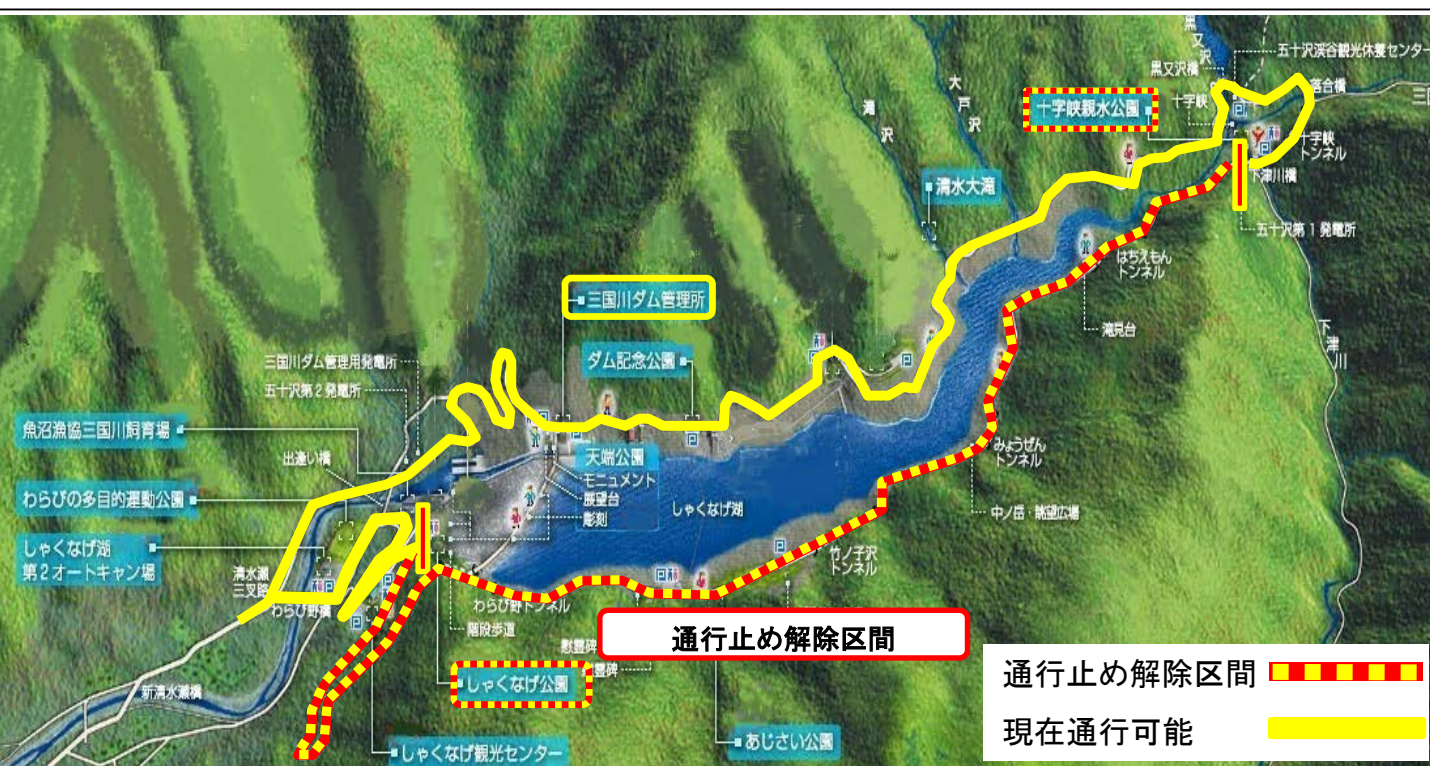 黒又沢
五十沢渓谷観光休養センター
黒又沢橋
落合橋
大戸沢
十字峡
三国
滝沢
十字峡親水公園
十字峡
トンネル
下津川橋
清水大滝
五十沢第1発電所
はちえもん
トンネル
三国川ダム管理所
滝見台
下津川
三国川ダム管理用発電所
ダム記念公園
五十沢第2発電所
魚沼漁協三国川飼育場
出逢い橋
天端公園
モニュメント
展望台
彫刻
しゃくなげ湖
みょうぜん
トンネル
わらびの多目的運動公園
中ノ岳・眺望広場
しゃくなげ湖
第2オートキャン場
竹ノ子沢
トンネル
清水瀬
三叉路
わらび野橋
わらび野トンネル
階段歩道
慰霊碑
霊碑
通行止め解除区間
しゃくなげ公園
新清水瀬橋
しゃくなげ観光センター
あじさい公園
通行止め解除区間
現在通行可能